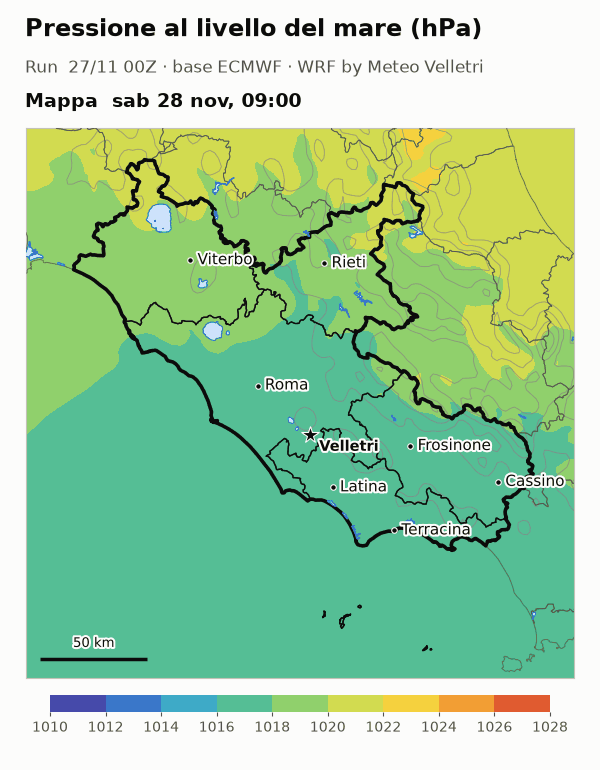 Pressione al livello del mare (hPa)
Run  27/11 00Z · base ECMWF · WRF by Meteo Velletri
Mappa  sab 28 nov, 09:00
Viterbo
Rieti
Roma
Velletri
Frosinone
Latina
Cassino
Terracina
50 km
1010 1012 1014 1016 1018 1020 1022 1024 1026 1028